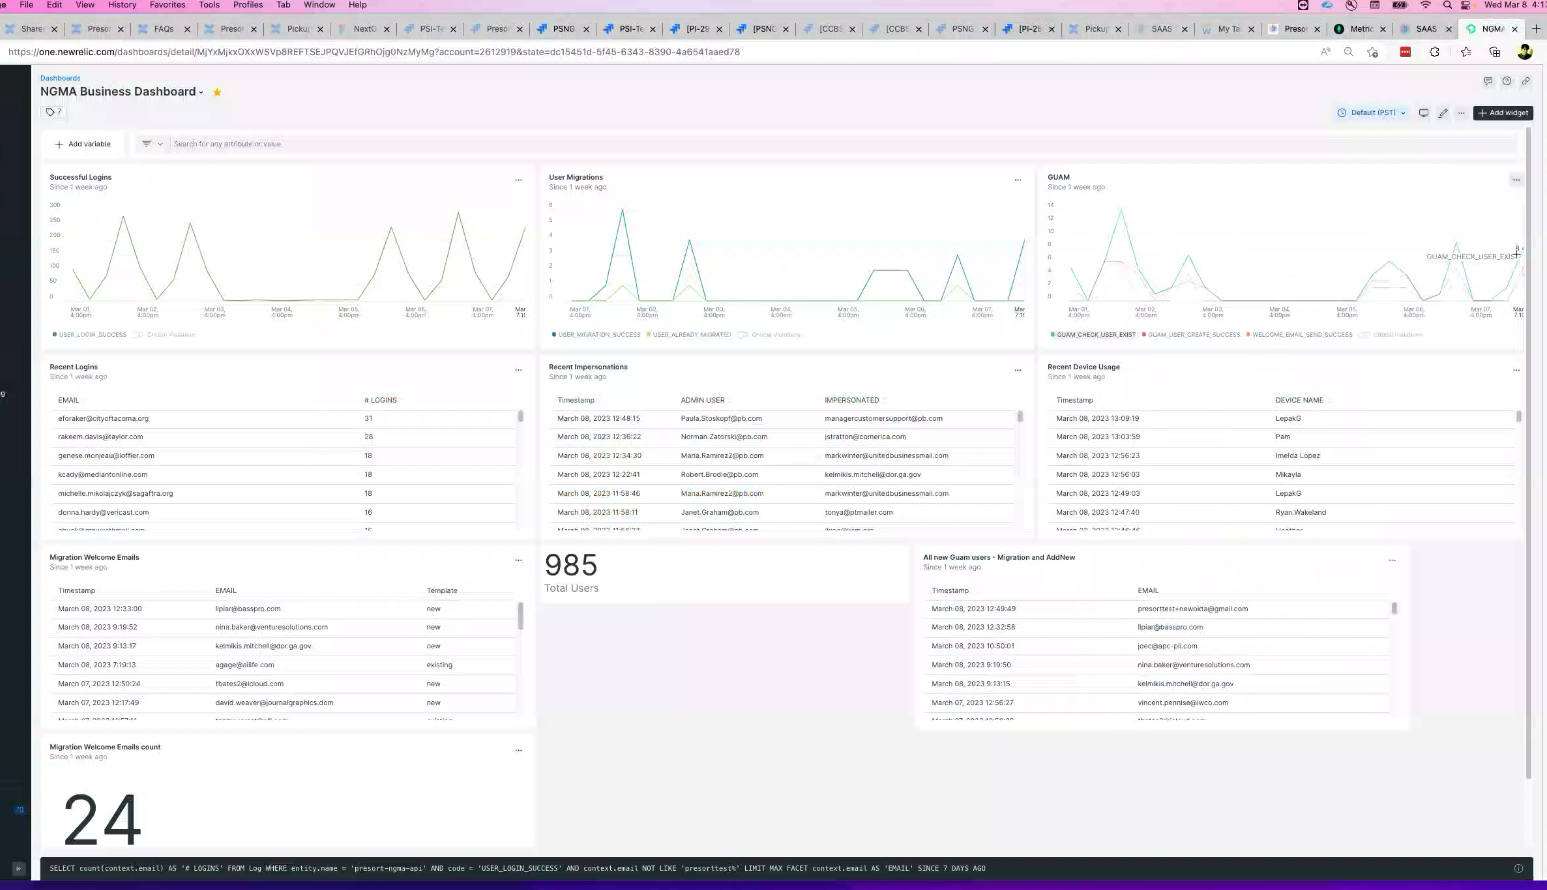 File Edit View History Favorites Tools Profiles Tab Window Help
Wed Mar 8
Share Presor FAQs Presor Pickup NextG PSI-Te Presor PSNG PSI-Te [PI-29 [PSNG [CCBS [CCBS PSNG [PI-28 Pickup SAAS My Ta Presor Metric SAAS NGMA
https://one.newrelic.com/dashboards/detail/MjYxMjkxOXxWSVp8REFTSEJPQVJEfGRhOjg0NzMyMg?account=2612919&state=dc15451d-5f45-6343-8390-4a6541aaed78
Dashboards
NGMA Business Dashboard
7
Default (PST)
Add widget
Add variable
Search for any attribute or value.
Successful Logins
Since 1 week ago
300
250
200
150
100
50
0
Mar 01, 4:00pm
Mar 02, 4:00pm
Mar 03, 4:00pm
Mar 04, 4:00pm
Mar 05, 4:00pm
Mar 06, 4:00pm
Mar 07, 4:00pm
USER_LOGIN_SUCCESS Critical Violations
User Migrations
Since 1 week ago
6
5
4
3
2
1
0
Mar 01, 4:00pm
Mar 02, 4:00pm
Mar 03, 4:00pm
Mar 04, 4:00pm
Mar 05, 4:00pm
Mar 06, 4:00pm
Mar 07, 4:00pm
USER_MIGRATION_SUCCESS USER_ALREADY_MIGRATED Critical Violations
GUAM
Since 1 week ago
14
12
10
8
6
4
2
0
GUAM_CHECK_USER_EXIST
Mar 01, 4:00pm
Mar 02, 4:00pm
Mar 03, 4:00pm
Mar 04, 4:00pm
Mar 05, 4:00pm
Mar 06, 4:00pm
Mar 07, 4:00pm
GUAM_CHECK_USER_EXIST GUAM_USER_CREATE_SUCCESS WELCOME_EMAIL_SEND_SUCCESS Critical Violations
Recent Logins
Since 1 week ago
EMAIL # LOGINS
eforaker@cityoftacoma.org 31
rakeem.davis@taylor.com 28
genese.monjeau@loffler.com 18
kcady@mediantonline.com 18
michelle.mikolajczyk@sagaftra.org 18
donna.hardy@vericast.com 16
Recent Impersonations
Since 1 week ago
Timestamp ADMIN USER IMPERSONATED
March 08, 2023 12:48:15 Paula.Stoskopf@pb.com managercustomersupport@pb.com
March 08, 2023 12:36:22 Norman.Zatorski@pb.com jstratton@comerica.com
March 08, 2023 12:34:30 Maria.Ramirez2@pb.com markwinter@unitedbusinessmail.com
March 08, 2023 12:22:41 Robert.Brodie@pb.com kelmikis.mitchell@dor.ga.gov
March 08, 2023 11:58:46 Maria.Ramirez2@pb.com markwinter@unitedbusinessmail.com
March 08, 2023 11:58:11 Janet.Graham@pb.com tonya@ptmailer.com
Recent Device Usage
Since 1 week ago
Timestamp DEVICE NAME
March 08, 2023 13:09:19 LepakG
March 08, 2023 13:03:59 Pam
March 08, 2023 12:56:23 Imelda Lopez
March 08, 2023 12:56:03 Mikayla
March 08, 2023 12:49:03 LepakG
March 08, 2023 12:47:40 Ryan.Wakeland
Migration Welcome Emails
Since 1 week ago
Timestamp EMAIL Template
March 08, 2023 12:33:00 lipiar@basspro.com new
March 08, 2023 9:19:52 nina.baker@venturesolutions.com new
March 08, 2023 9:13:17 kelmikis.mitchell@dor.ga.gov new
March 08, 2023 7:19:13 agage@ailife.com existing
March 07, 2023 12:50:24 tbates2@icloud.com new
March 07, 2023 12:17:49 david.weaver@journalgraphics.com new
985
Total Users
All new Guam users - Migration and AddNew
Since 1 week ago
Timestamp EMAIL
March 08, 2023 12:49:49 presorttest+newokta@gmail.com
March 08, 2023 12:32:58 lipiar@basspro.com
March 08, 2023 10:50:01 joec@apc-pli.com
March 08, 2023 9:19:50 nina.baker@venturesolutions.com
March 08, 2023 9:13:15 kelmikis.mitchell@dor.ga.gov
March 07, 2023 12:56:27 vincent.pennise@iwco.com
Migration Welcome Emails count
Since 1 week ago
24
SELECT count(context.email) AS '# LOGINS' FROM Log WHERE entity.name = 'presort-ngma-api' AND code = 'USER_LOGIN_SUCCESS' AND context.email NOT LIKE 'presorttest%' LIMIT MAX FACET context.email AS 'EMAIL' SINCE 7 DAYS AGO